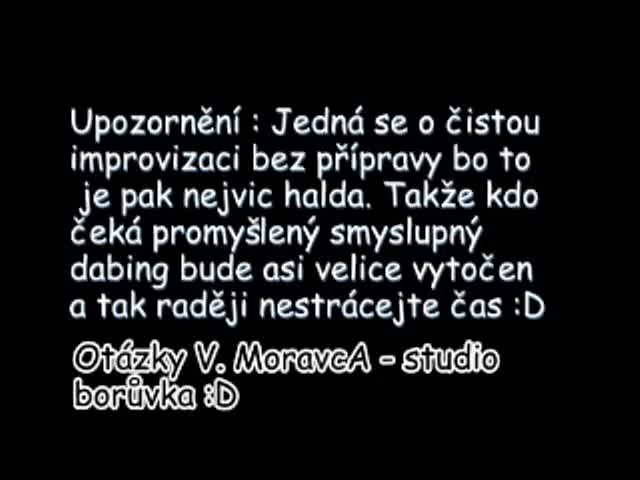 Upozornění : Jedná se o čistou
improvizaci bez přípravy bo to
je pak nejvic halda. Takže kdo
čeká promyšlený smyslupný
dabing bude asi velice vytočen
a tak raději nestrácejte čas :D
Otázky V. MoravcA - studio
borůvka :D